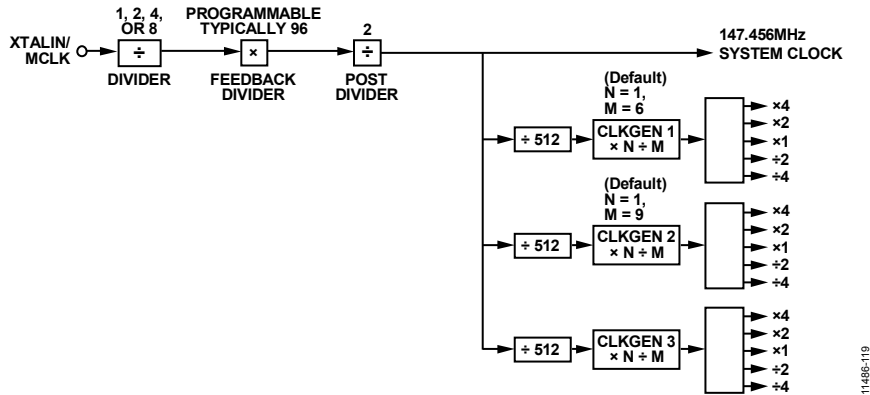 1, 2, 4,
OR 8
PROGRAMMABLE
TYPICALLY 96
2
XTALIN/
MCLK
÷
×
÷
147.456MHz
SYSTEM CLOCK
DIVIDER
FEEDBACK
DIVIDER
POST
DIVIDER
(Default)
N = 1,
M = 6
÷ 512
CLKGEN 1
× N ÷ M
×4
×2
×1
÷2
÷4
(Default)
N = 1,
M = 9
÷ 512
CLKGEN 2
× N ÷ M
×4
×2
×1
÷2
÷4
÷ 512
CLKGEN 3
× N ÷ M
×4
×2
×1
÷2
÷4
11486-119